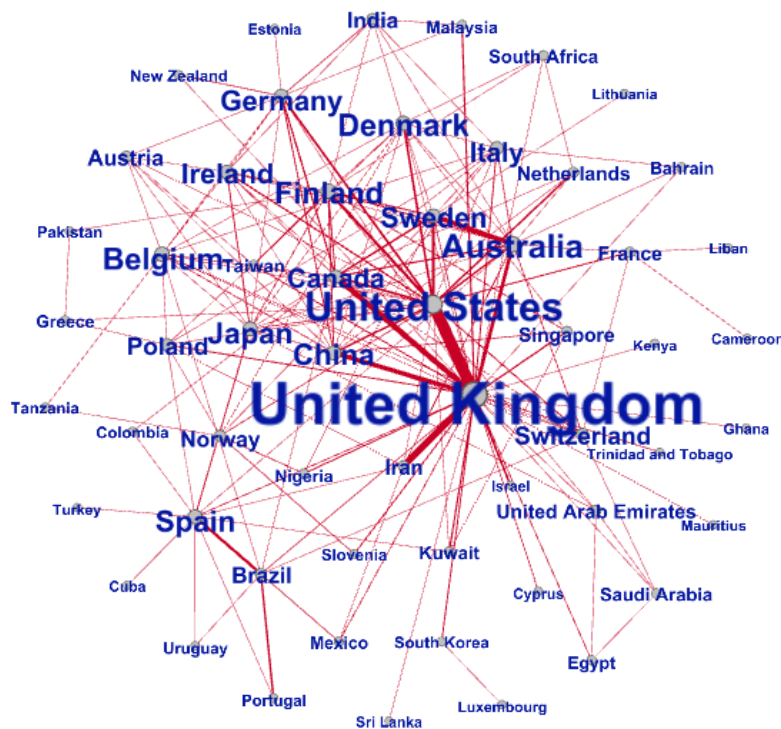 India
Estonia
Malaysia
South Africa
New Zealand
Germany
Lithuania
Denmark
Italy
Austria
Ireland
Finland
Netherlands
Bahrain
Sweden
Pakistan
Australia
Belgium
Taiwan
France
Liban
Canada
United States
Greece
Poland
Japan
China
Singapore
Kenya
Cameroon
United Kingdom
Tanzania
Colombia
Norway
Switzerland
Ghana
Iran
Trinidad and Tobago
Nigeria
Israel
Turkey
Spain
United Arab Emirates
Mauritius
Slovenia
Kuwait
Brazil
Cuba
Cyprus
Saudi Arabia
Uruguay
Mexico
South Korea
Egypt
Portugal
Luxembourg
Sri Lanka